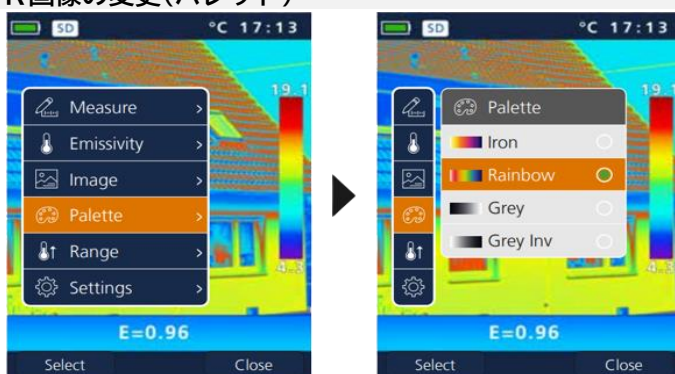 画像の変更(パレット)
SD °C 17:13
19.1
Measure
Emissivity
Image
Palette
Range
Settings
E=0.96
Select Close
SD °C 17:13
19.1
Palette
Iron
Rainbow
Grey
Grey Inv
E=0.96
Select Close